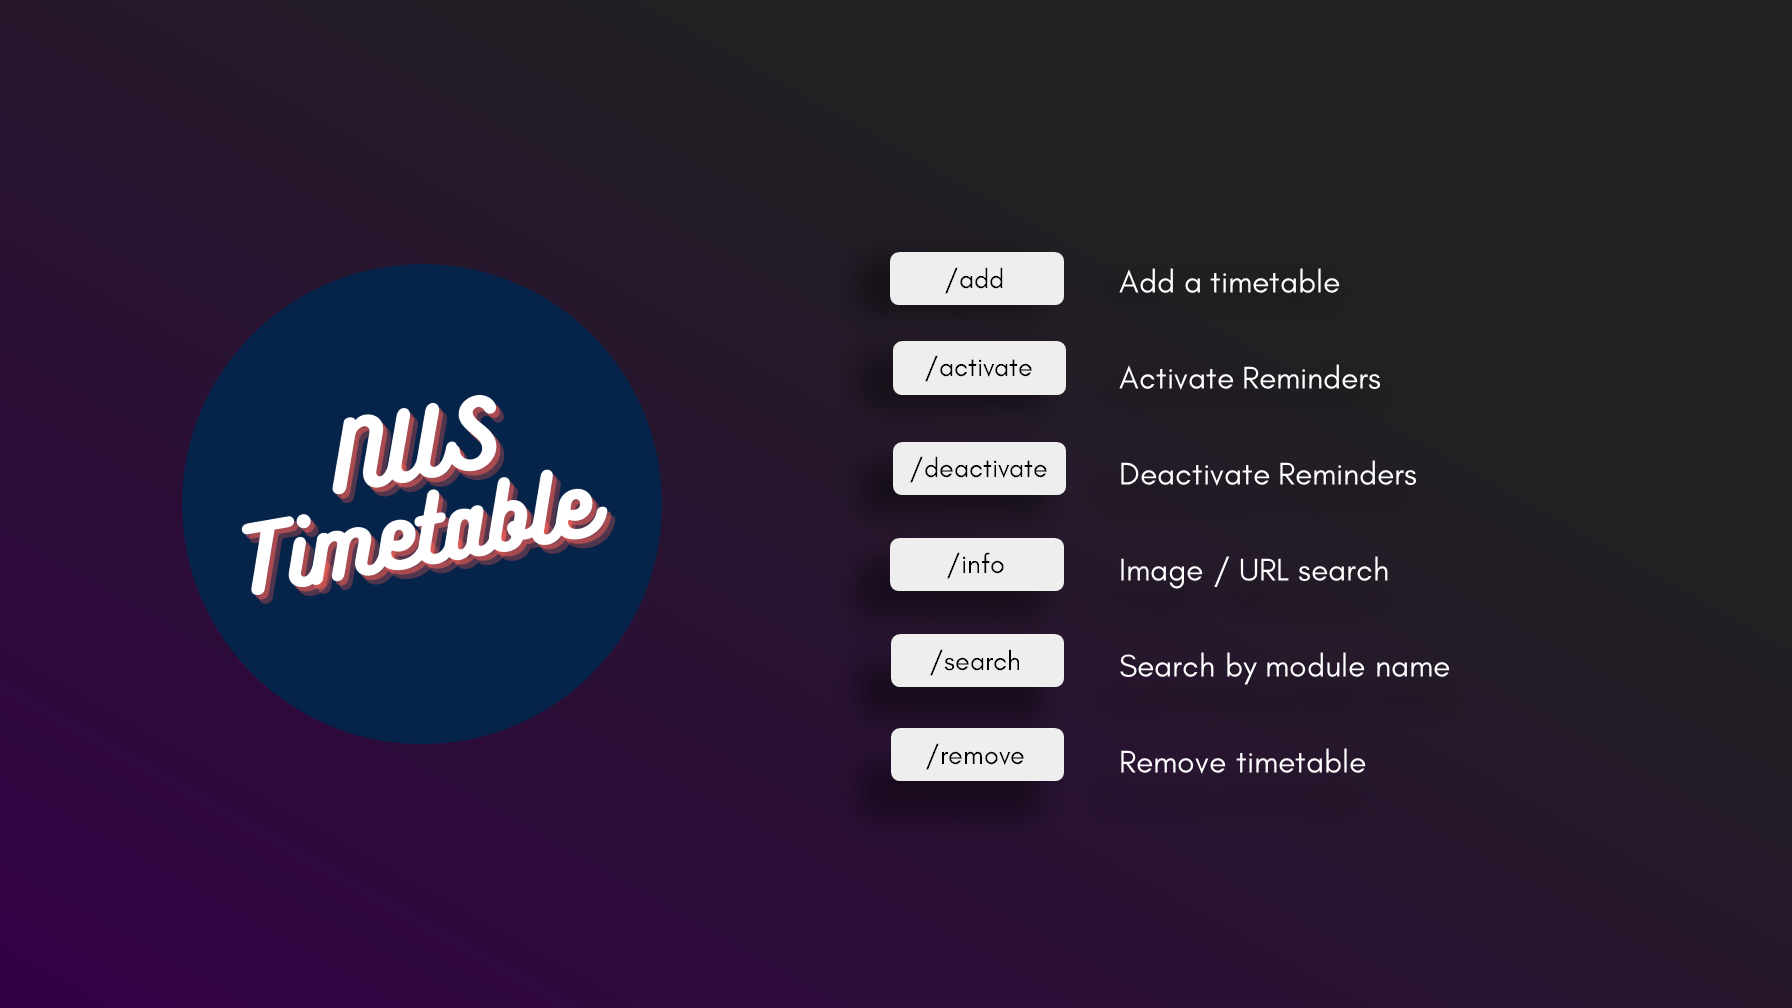 NUS
Timetable
/add
Add a timetable
/activate
Activate Reminders
/deactivate
Deactivate Reminders
/info
Image / URL search
/search
Search by module name
/remove
Remove timetable